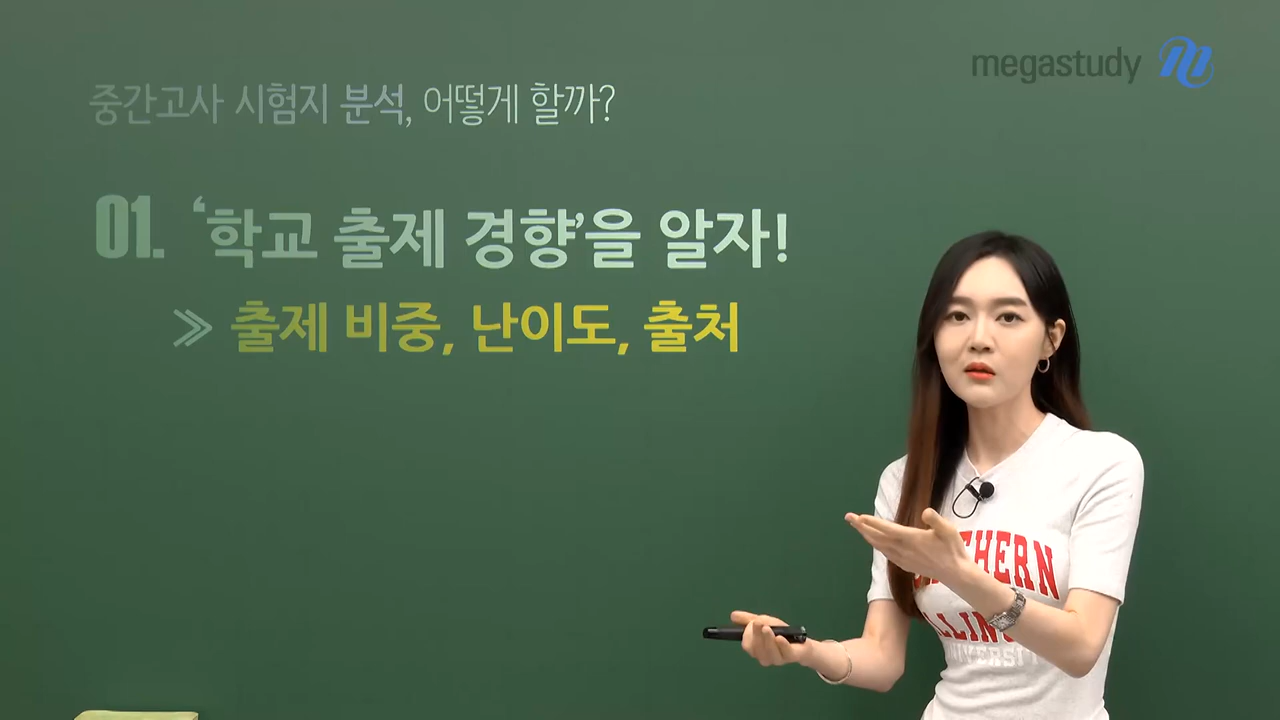 megastudy
중간고사 시험지 분석, 어떻게 할까?
01. ‘학교 출제 경향’을 알자!
≫ 출제 비중, 난이도, 출처
UNIVERSITY